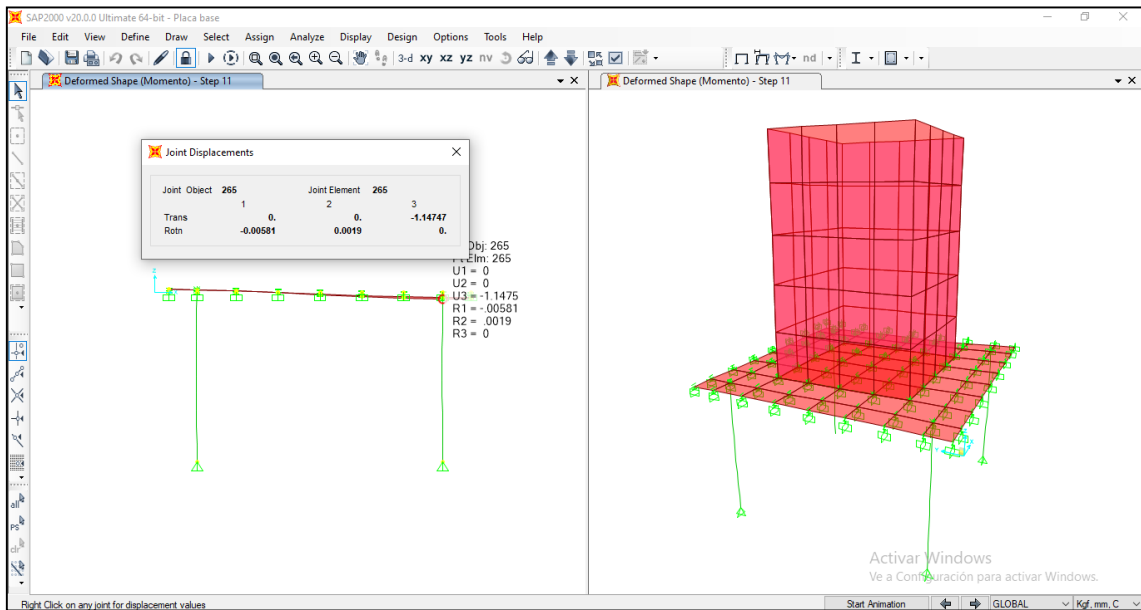 SAP2000 v20.0.0 Ultimate 64-bit - Placa base
File Edit View Define Draw Select Assign Analyze Display Design Options Tools Help
3-d xy xz yz nv nd
Deformed Shape (Momento) - Step 11
Deformed Shape (Momento) - Step 11
Joint Displacements
Joint Object 265 Joint Element 265
1 2 3
Trans 0. 0. -1.14747
Rotn -0.00581 0.0019 0.
Obj: 265
Elm: 265
U1 = 0
U2 = 0
U3 = -1.1475
R1 = -.00581
R2 = .0019
R3 = 0
all
PS
clr
Activar Windows
Ve a Configuración para activar Windows.
Right Click on any joint for displacement values
Start Animation
GLOBAL
Kgf, mm, C